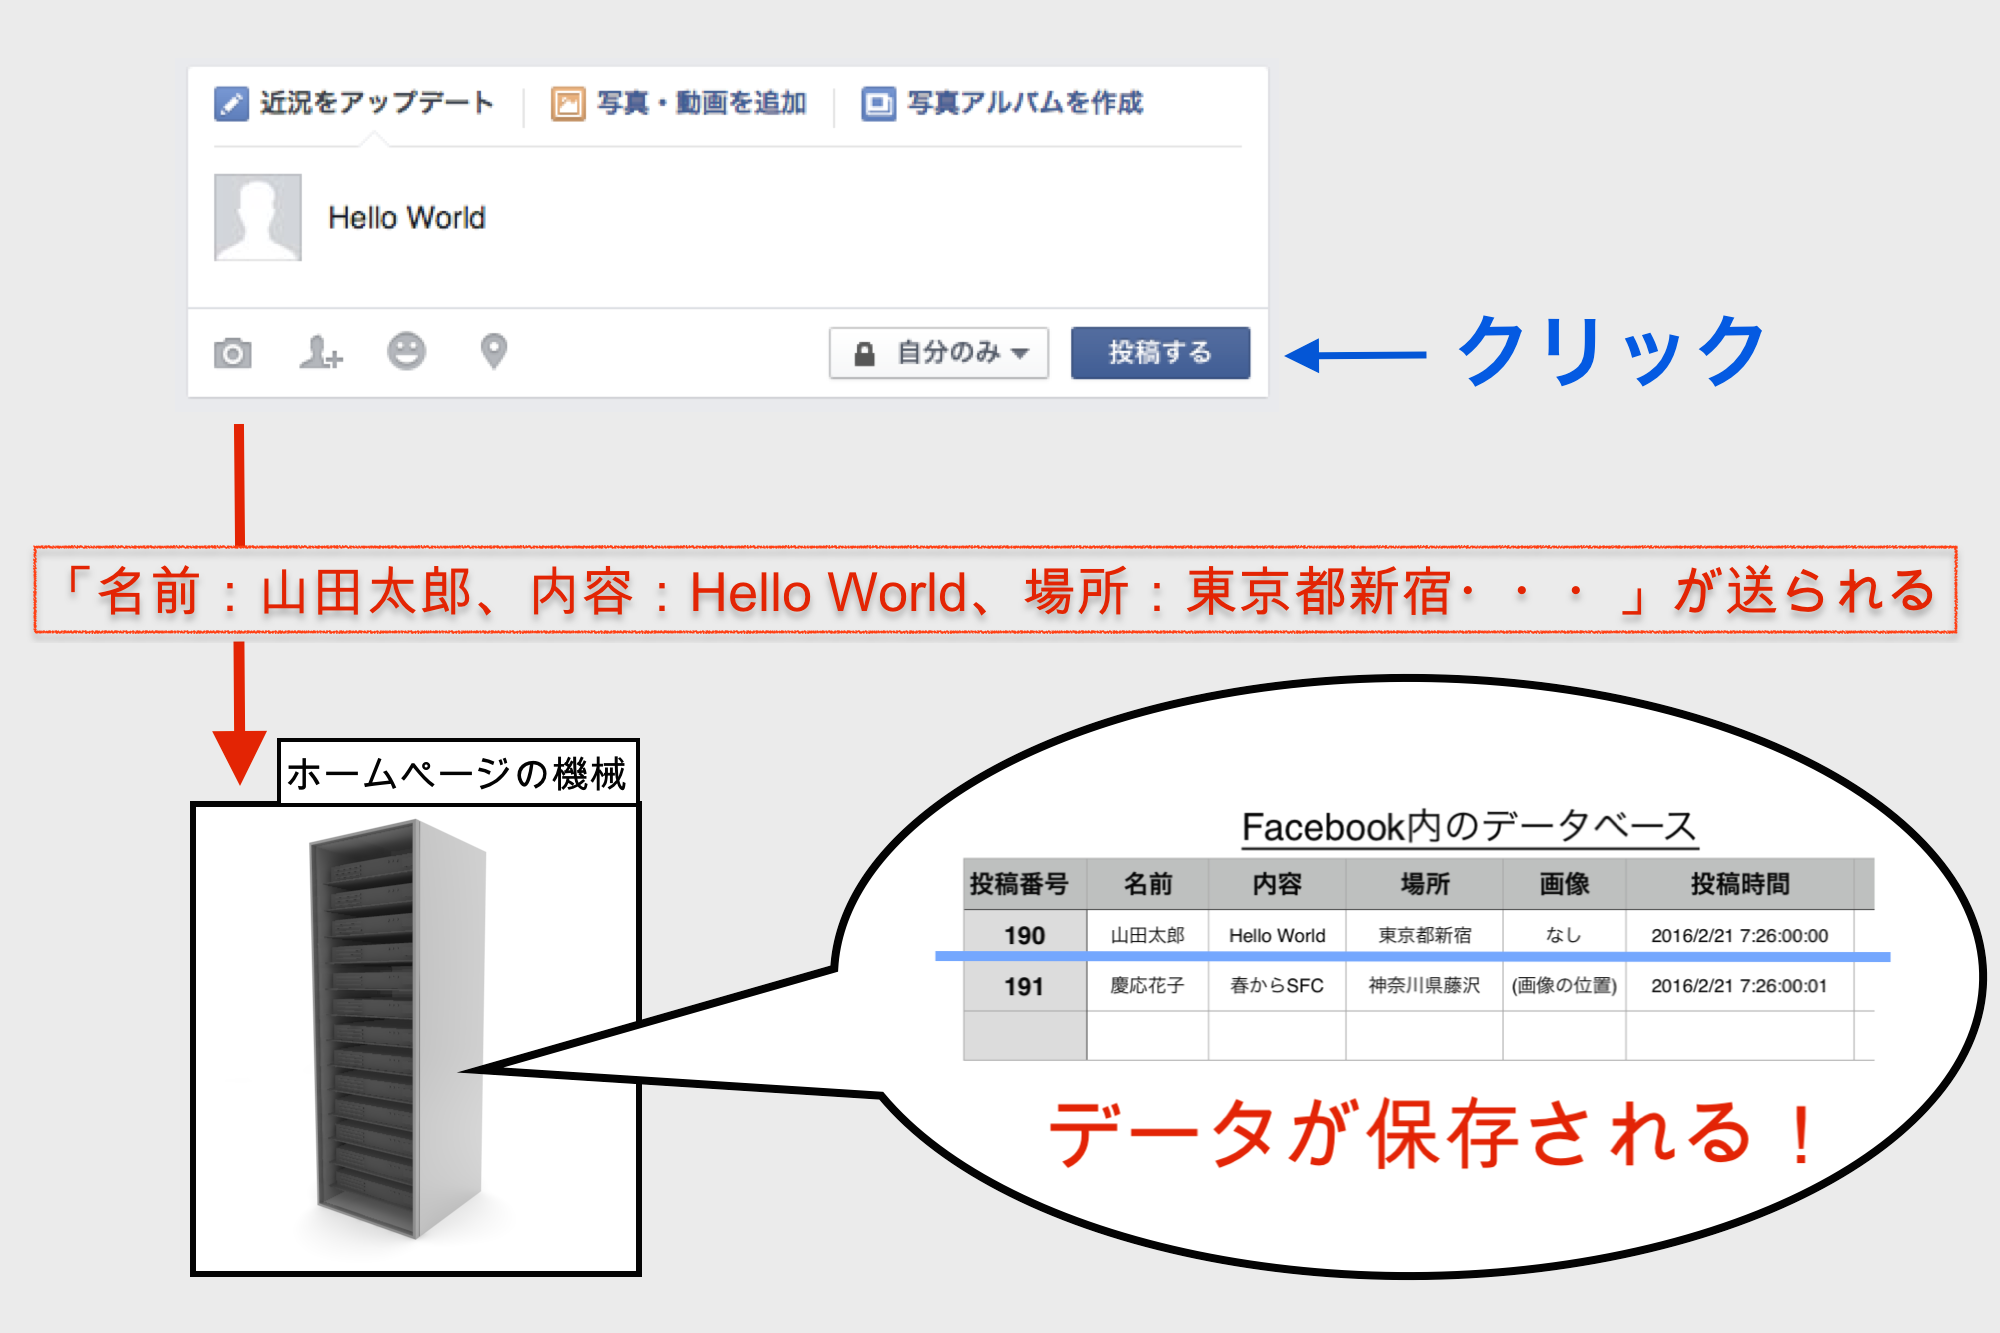 近況をアップデート 写真・動画を追加 写真アルバムを作成
Hello World
自分のみ 投稿する クリック
「名前：山田太郎、内容：Hello World、場所：東京都新宿・・・」が送られる
ホームページの機械
Facebook内のデータベース
投稿番号 名前 内容 場所 画像 投稿時間
190 山田太郎 Hello World 東京都新宿 なし 2016/2/21 7:26:00:00
191 慶応花子 春からSFC 神奈川県藤沢 (画像の位置) 2016/2/21 7:26:00:01
データが保存される！